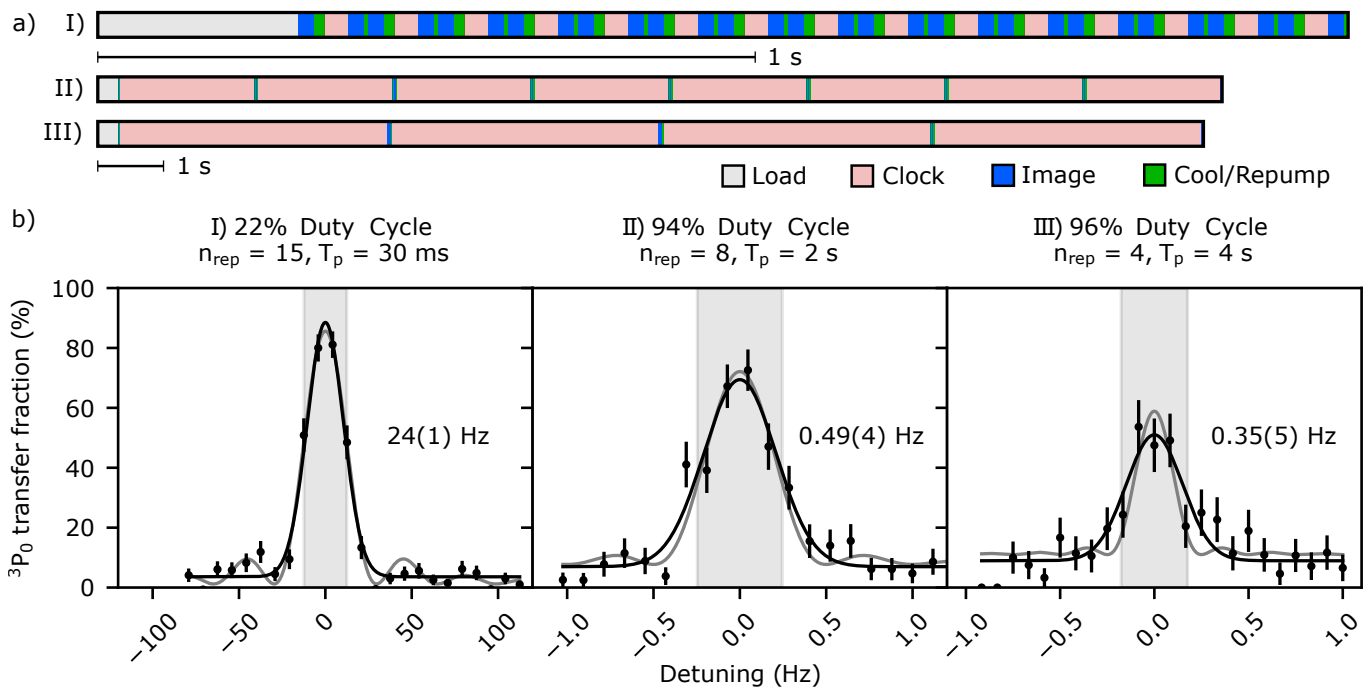 a)
I)
1 s
II)
III)
1 s
Load
Clock
Image
Cool/Repump
b)
I) 22% Duty Cycle
n_rep = 15, T_p = 30 ms
II) 94% Duty Cycle
n_rep = 8, T_p = 2 s
III) 96% Duty Cycle
n_rep = 4, T_p = 4 s
³P₀ transfer fraction (%)
100
80
60
40
20
0
24(1) Hz
0.49(4) Hz
0.35(5) Hz
−100
−50
0
50
100
−1.0
−0.5
0.0
0.5
1.0
−1.0
−0.5
0.0
0.5
1.0
Detuning (Hz)